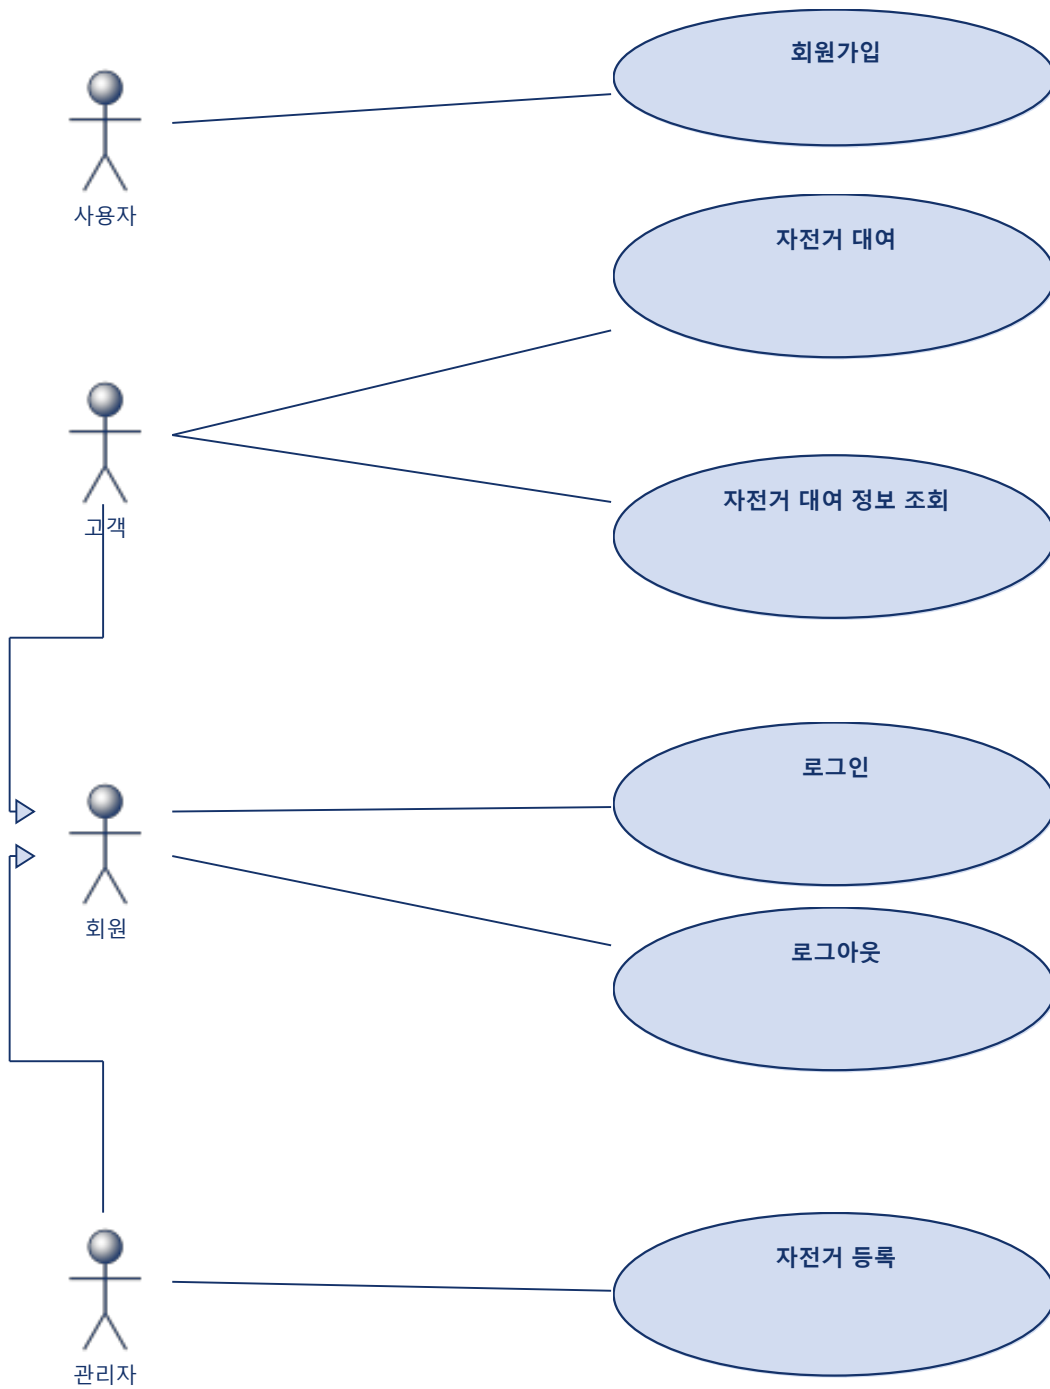 회원가입
사용자
자전거 대여
고객
자전거 대여 정보 조회
로그인
회원
로그아웃
자전거 등록
관리자